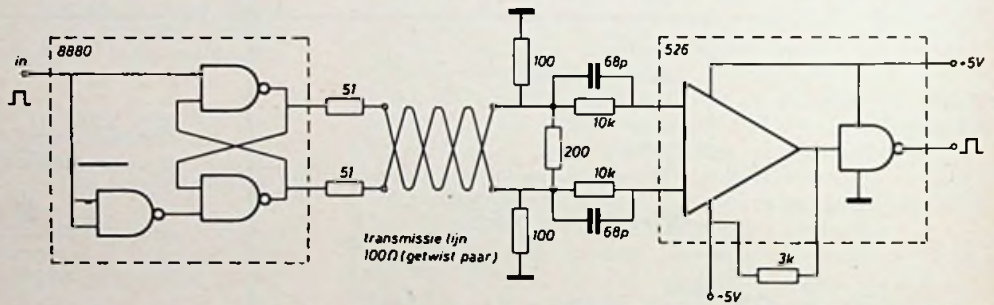 8880
in
51
51
transmissie lijn
100Ω (getwist paar)
100
68p
10k
200
10k
68p
100
526
-5V
3k
-5V